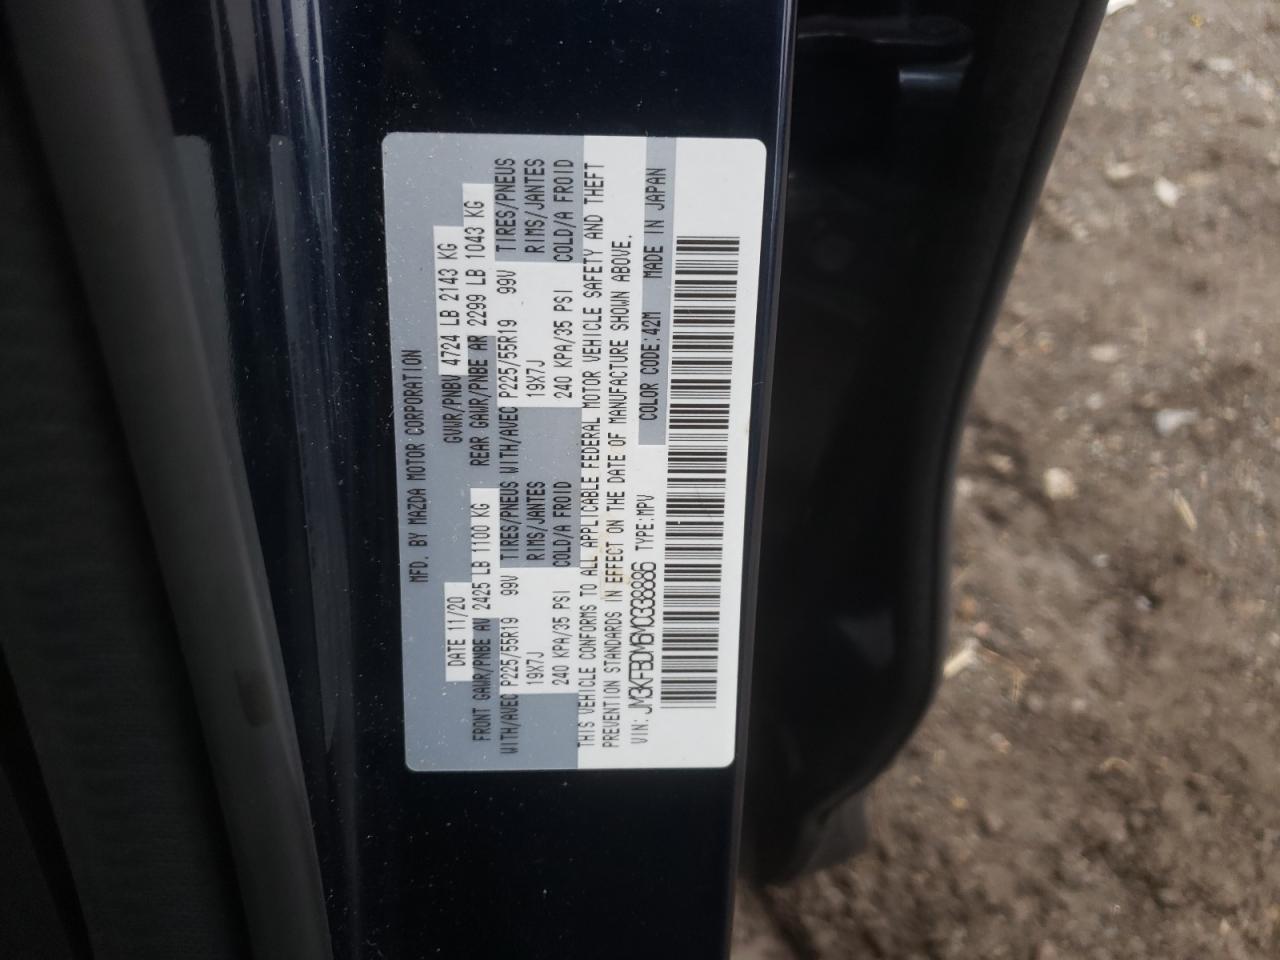 MFD. BY MAZDA MOTOR CORPORATION
DATE 11/20 GVWR/PNBV 4724 LB 2143 KG
FRONT GAWR/PNBE AV 2425 LB 1100 KG REAR GAWR/PNBE AR 2299 LB 1043 KG
WITH/AVEC P225/55R19 99V TIRES/PNEUS WITH/AVEC P225/55R19 99V TIRES/PNEUS
19X7J RIMS/JANTES 19X7J RIMS/JANTES
240 KPA/35 PSI COLD/A FROID 240 KPA/35 PSI COLD/A FROID
THIS VEHICLE CONFORMS TO ALL APPLICABLE FEDERAL MOTOR VEHICLE SAFETY AND THEFT
PREVENTION STANDARDS IN EFFECT ON THE DATE OF MANUFACTURE SHOWN ABOVE.
VIN: JM3KFBDM6M0338886 TYPE:MPV COLOR CODE:42M MADE IN JAPAN